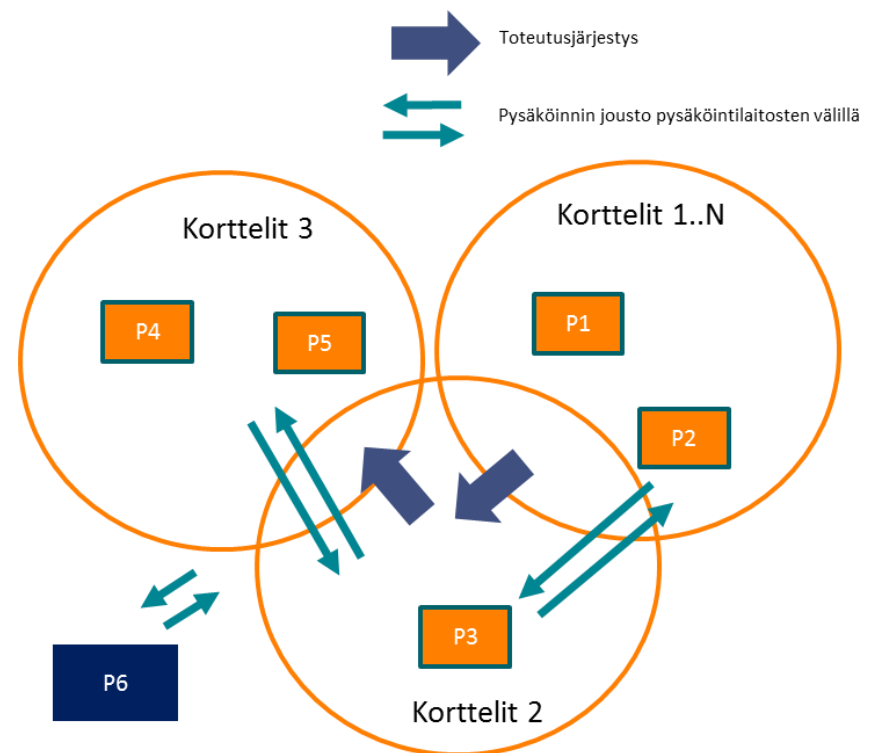 Toteutusjärjestys
Pysäköinnin jousto pysäköintilaitosten välillä
Korttelit 3
Korttelit 1..N
P4
P5
P1
P2
P3
P6
Korttelit 2